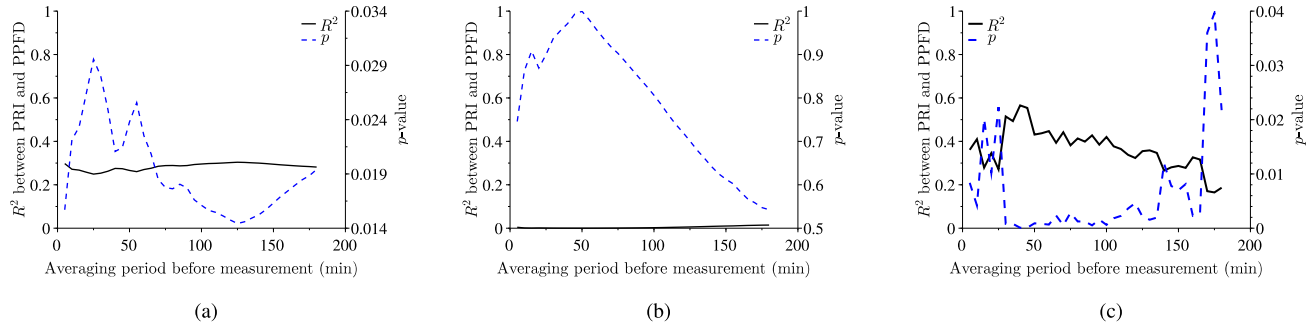 R² between PRI and PPFD
1
0.8
0.6
0.4
0.2
0
0.034
0.029
0.024
0.019
0.014
p-value
R²
p
0 50 100 150 200
Averaging period before measurement (min)
(a)
R² between PRI and PPFD
1
0.8
0.6
0.4
0.2
0
1
0.9
0.8
0.7
0.6
0.5
p-value
R²
p
0 50 100 150 200
Averaging period before measurement (min)
(b)
R² between PRI and PPFD
1
0.8
0.6
0.4
0.2
0
0.04
0.03
0.02
0.01
0
p-value
R²
p
0 50 100 150 200
Averaging period before measurement (min)
(c)